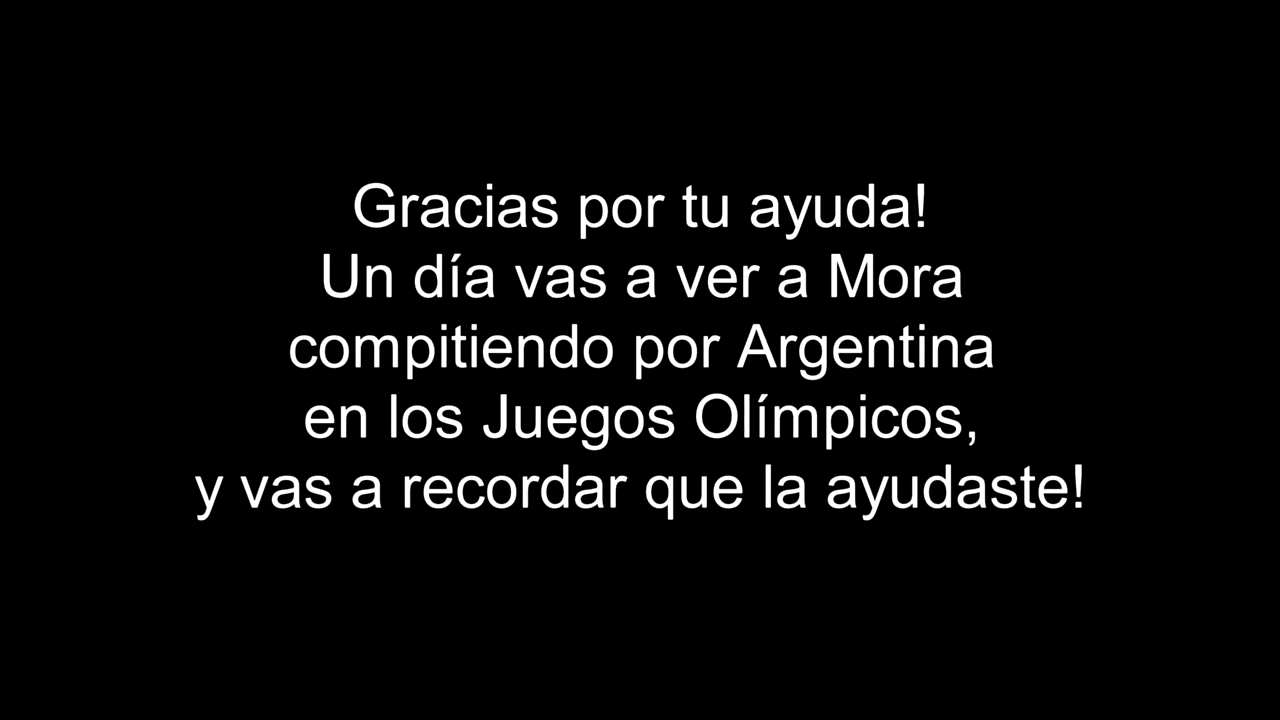 Gracias por tu ayuda!
Un día vas a ver a Mora
compitiendo por Argentina
en los Juegos Olímpicos,
y vas a recordar que la ayudaste!